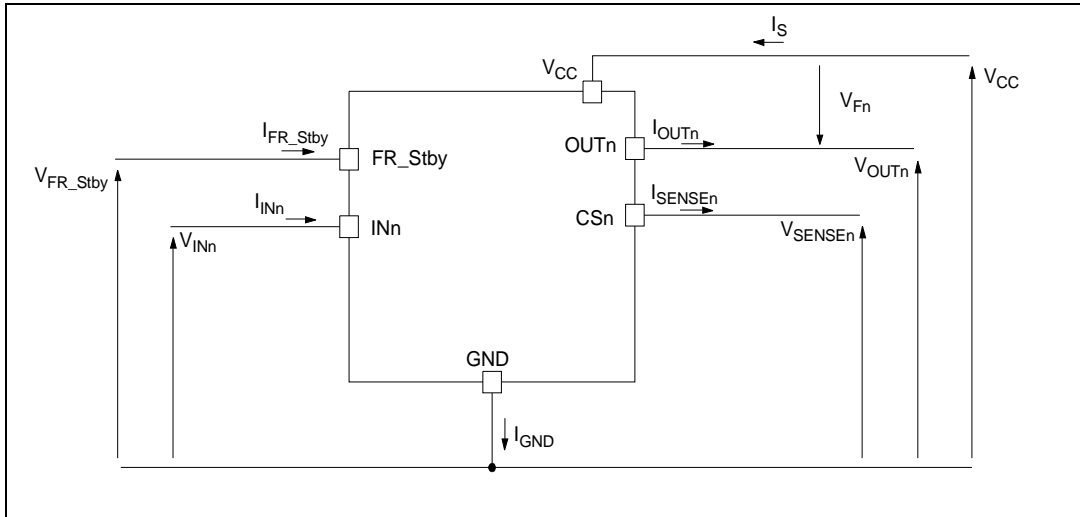 I_S
V_CC
V_CC
V_Fn
I_FR_Stby
FR_Stby
OUTn
I_OUTn
V_FR_Stby
V_OUTn
I_INn
INn
CSn
I_SENSEn
V_INn
V_SENSEn
GND
I_GND